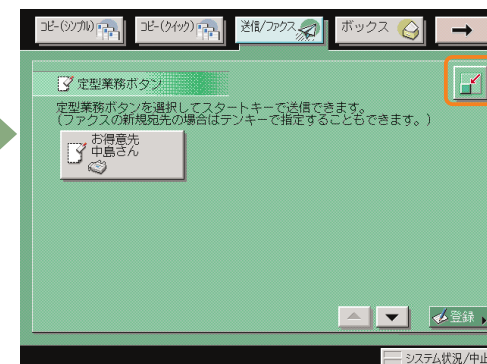 コピー(シンプル)
コピー(クイック)
送信/ファクス
ボックス
定型業務ボタン
定型業務ボタンを選択してスタートキーで送信できます。
(ファクスの新規宛先の場合はテンキーで指定することもできます。)
お得意先
中島さん
登録
システム状況/中止